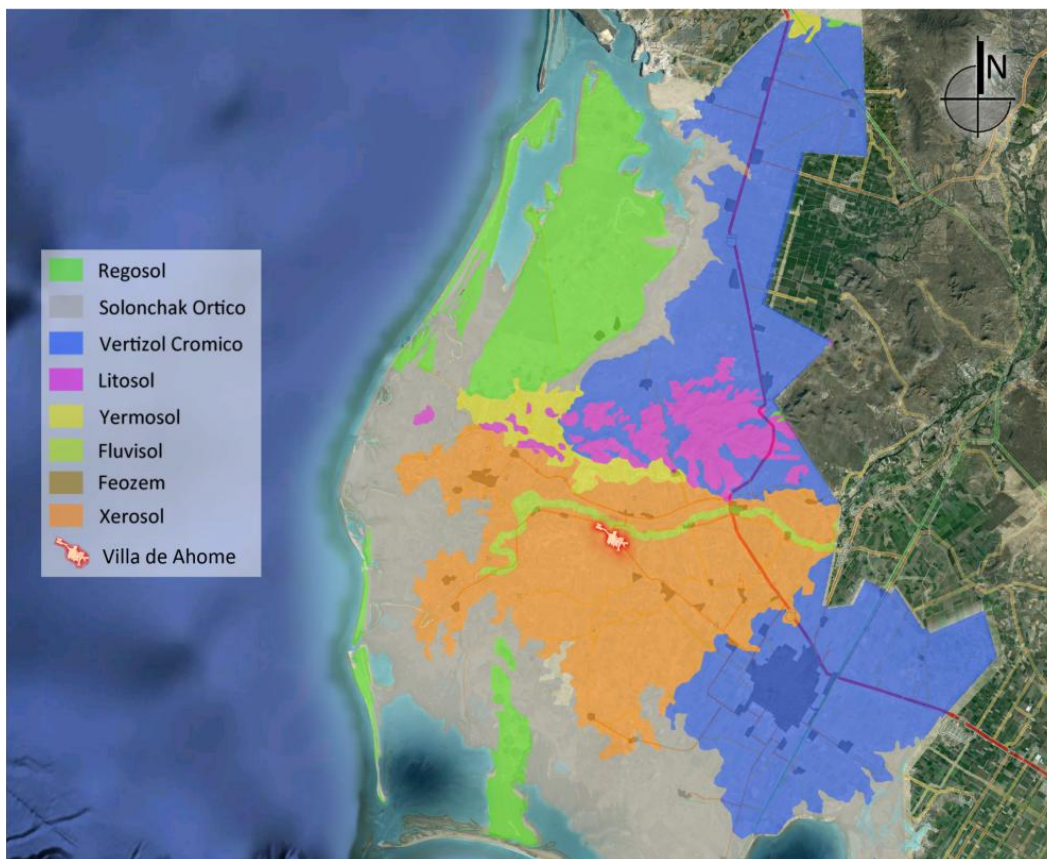 N
Regosol
Solonchak Ortico
Vertizol Cromico
Litosol
Yermosol
Fluvisol
Feozem
Xerosol
Villa de Ahome